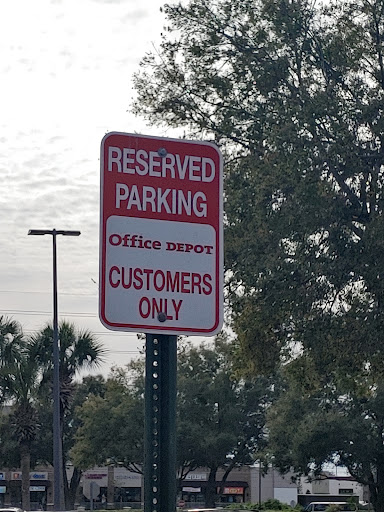 RESERVED
PARKING
Office DEPOT
CUSTOMERS
ONLY